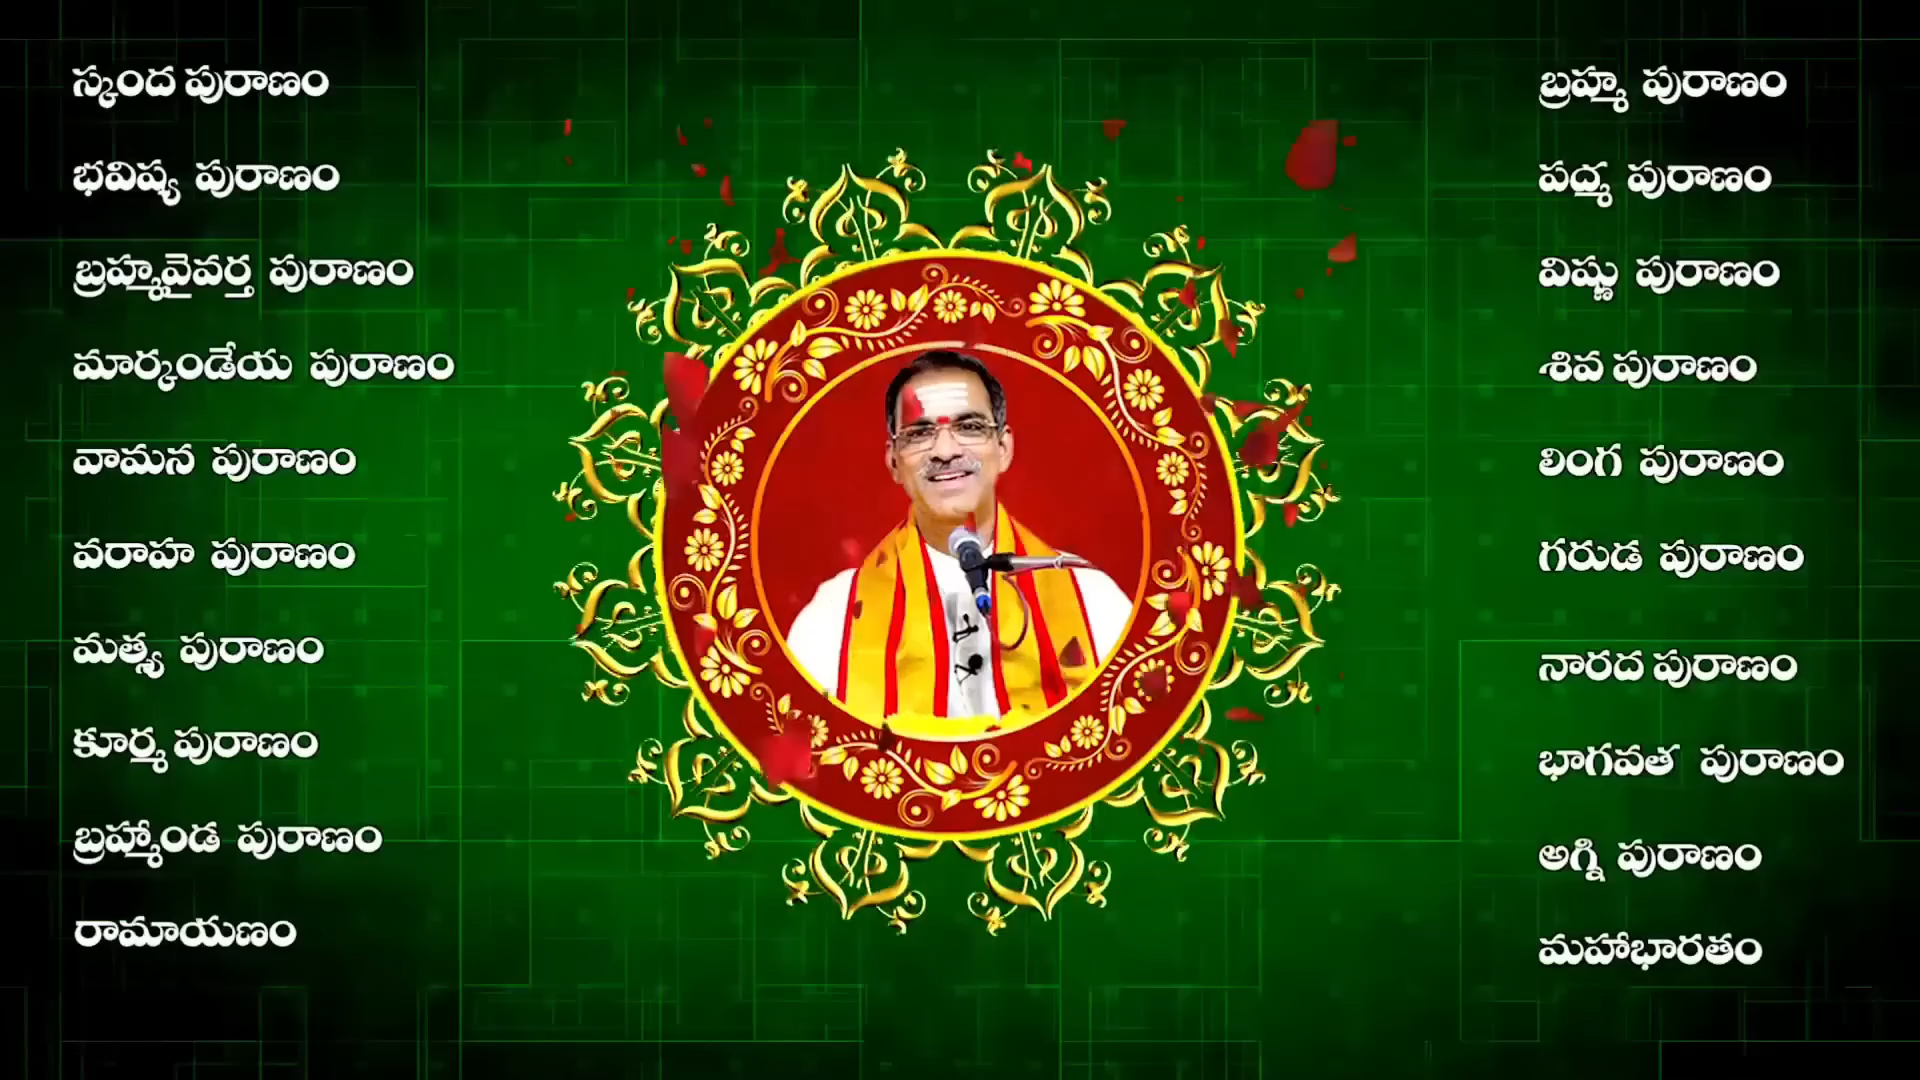 స్కంద పురాణం
భవిష్య పురాణం
బ్రహ్మవైవర్త పురాణం
మార్కండేయ పురాణం
వామన పురాణం
వరాహ పురాణం
మత్స్య పురాణం
కూర్మ పురాణం
బ్రహ్మాండ పురాణం
రామాయణం
బ్రహ్మ పురాణం
పద్మ పురాణం
విష్ణు పురాణం
శివ పురాణం
లింగ పురాణం
గరుడ పురాణం
నారద పురాణం
భాగవత పురాణం
అగ్ని పురాణం
మహాభారతం